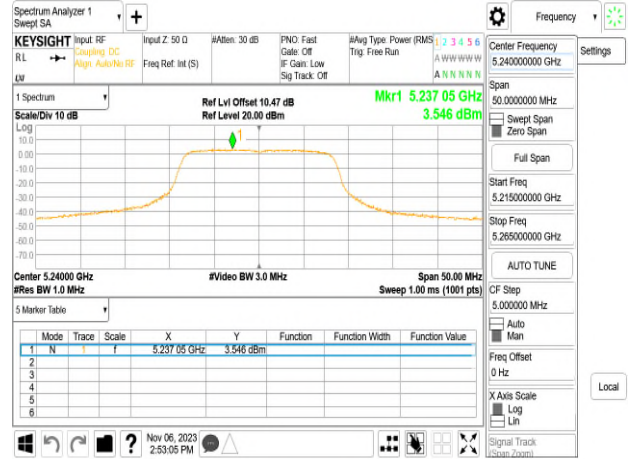 Spectrum Analyzer 1
Swept SA
+
Frequency
KEYSIGHT
Input: RF
Input Z: 50 Ω
#Atten: 30 dB
PNO: Fast
#Avg Type: Power (RMS
1 2 3 4 5 6
RL
Coupling: DC
Gate: Off
Trig: Free Run
A W W W W W
Align: Auto/No RF
Freq Ref: Int (S)
IF Gain: Low
Sig Track: Off
A N N N N N
1 Spectrum
Ref Lvl Offset 10.47 dB
Mkr1 5.237 05 GHz
Scale/Div 10 dB
Ref Level 20.00 dBm
3.546 dBm
Log
1
10.0
0.00
-10.0
-20.0
-30.0
-40.0
-50.0
-60.0
-70.0
Center 5.24000 GHz
#Video BW 3.0 MHz
Span 50.00 MHz
#Res BW 1.0 MHz
Sweep 1.00 ms (1001 pts)
5 Marker Table
Mode Trace Scale X Y Function Function Width Function Value
1 N 1 f 5.237 05 GHz 3.546 dBm
2
3
4
5
6
?
Nov 06, 2023
2:53:05 PM
Center Frequency
5.240000000 GHz
Settings
Span
50.0000000 MHz
Swept Span
Zero Span
Full Span
Start Freq
5.215000000 GHz
Stop Freq
5.265000000 GHz
AUTO TUNE
CF Step
5.000000 MHz
Auto
Man
Freq Offset
0 Hz
X Axis Scale
Log
Lin
Local
Signal Track
(Span Zoom)